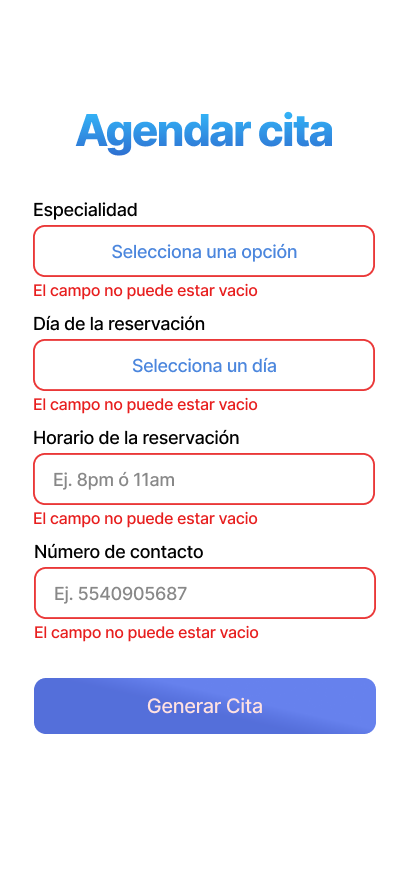 Agendar cita
Especialidad
Selecciona una opción
El campo no puede estar vacio
Día de la reservación
Selecciona un día
El campo no puede estar vacio
Horario de la reservación
Ej. 8pm ó 11am
El campo no puede estar vacio
Número de contacto
Ej. 5540905687
El campo no puede estar vacio
Generar Cita